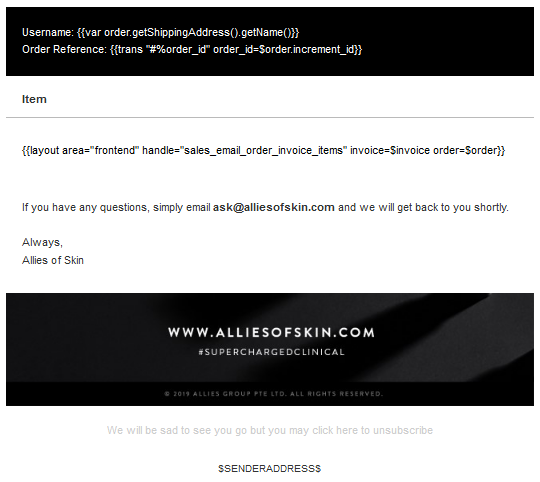 Username: {{var order.getShippingAddress().getName()}}
Order Reference: {{trans "#%order_id" order_id=$order.increment_id}}
Item
{{layout area="frontend" handle="sales_email_order_invoice_items" invoice=$invoice order=$order}}
If you have any questions, simply email ask@alliesofskin.com and we will get back to you shortly.
Always,
Allies of Skin
WWW.ALLIESOFSKIN.COM
#SUPERCHARGEDCLINICAL
© 2019 ALLIES GROUP PTE LTD. ALL RIGHTS RESERVED.
We will be sad to see you go but you may click here to unsubscribe
$SENDERADDRESS$